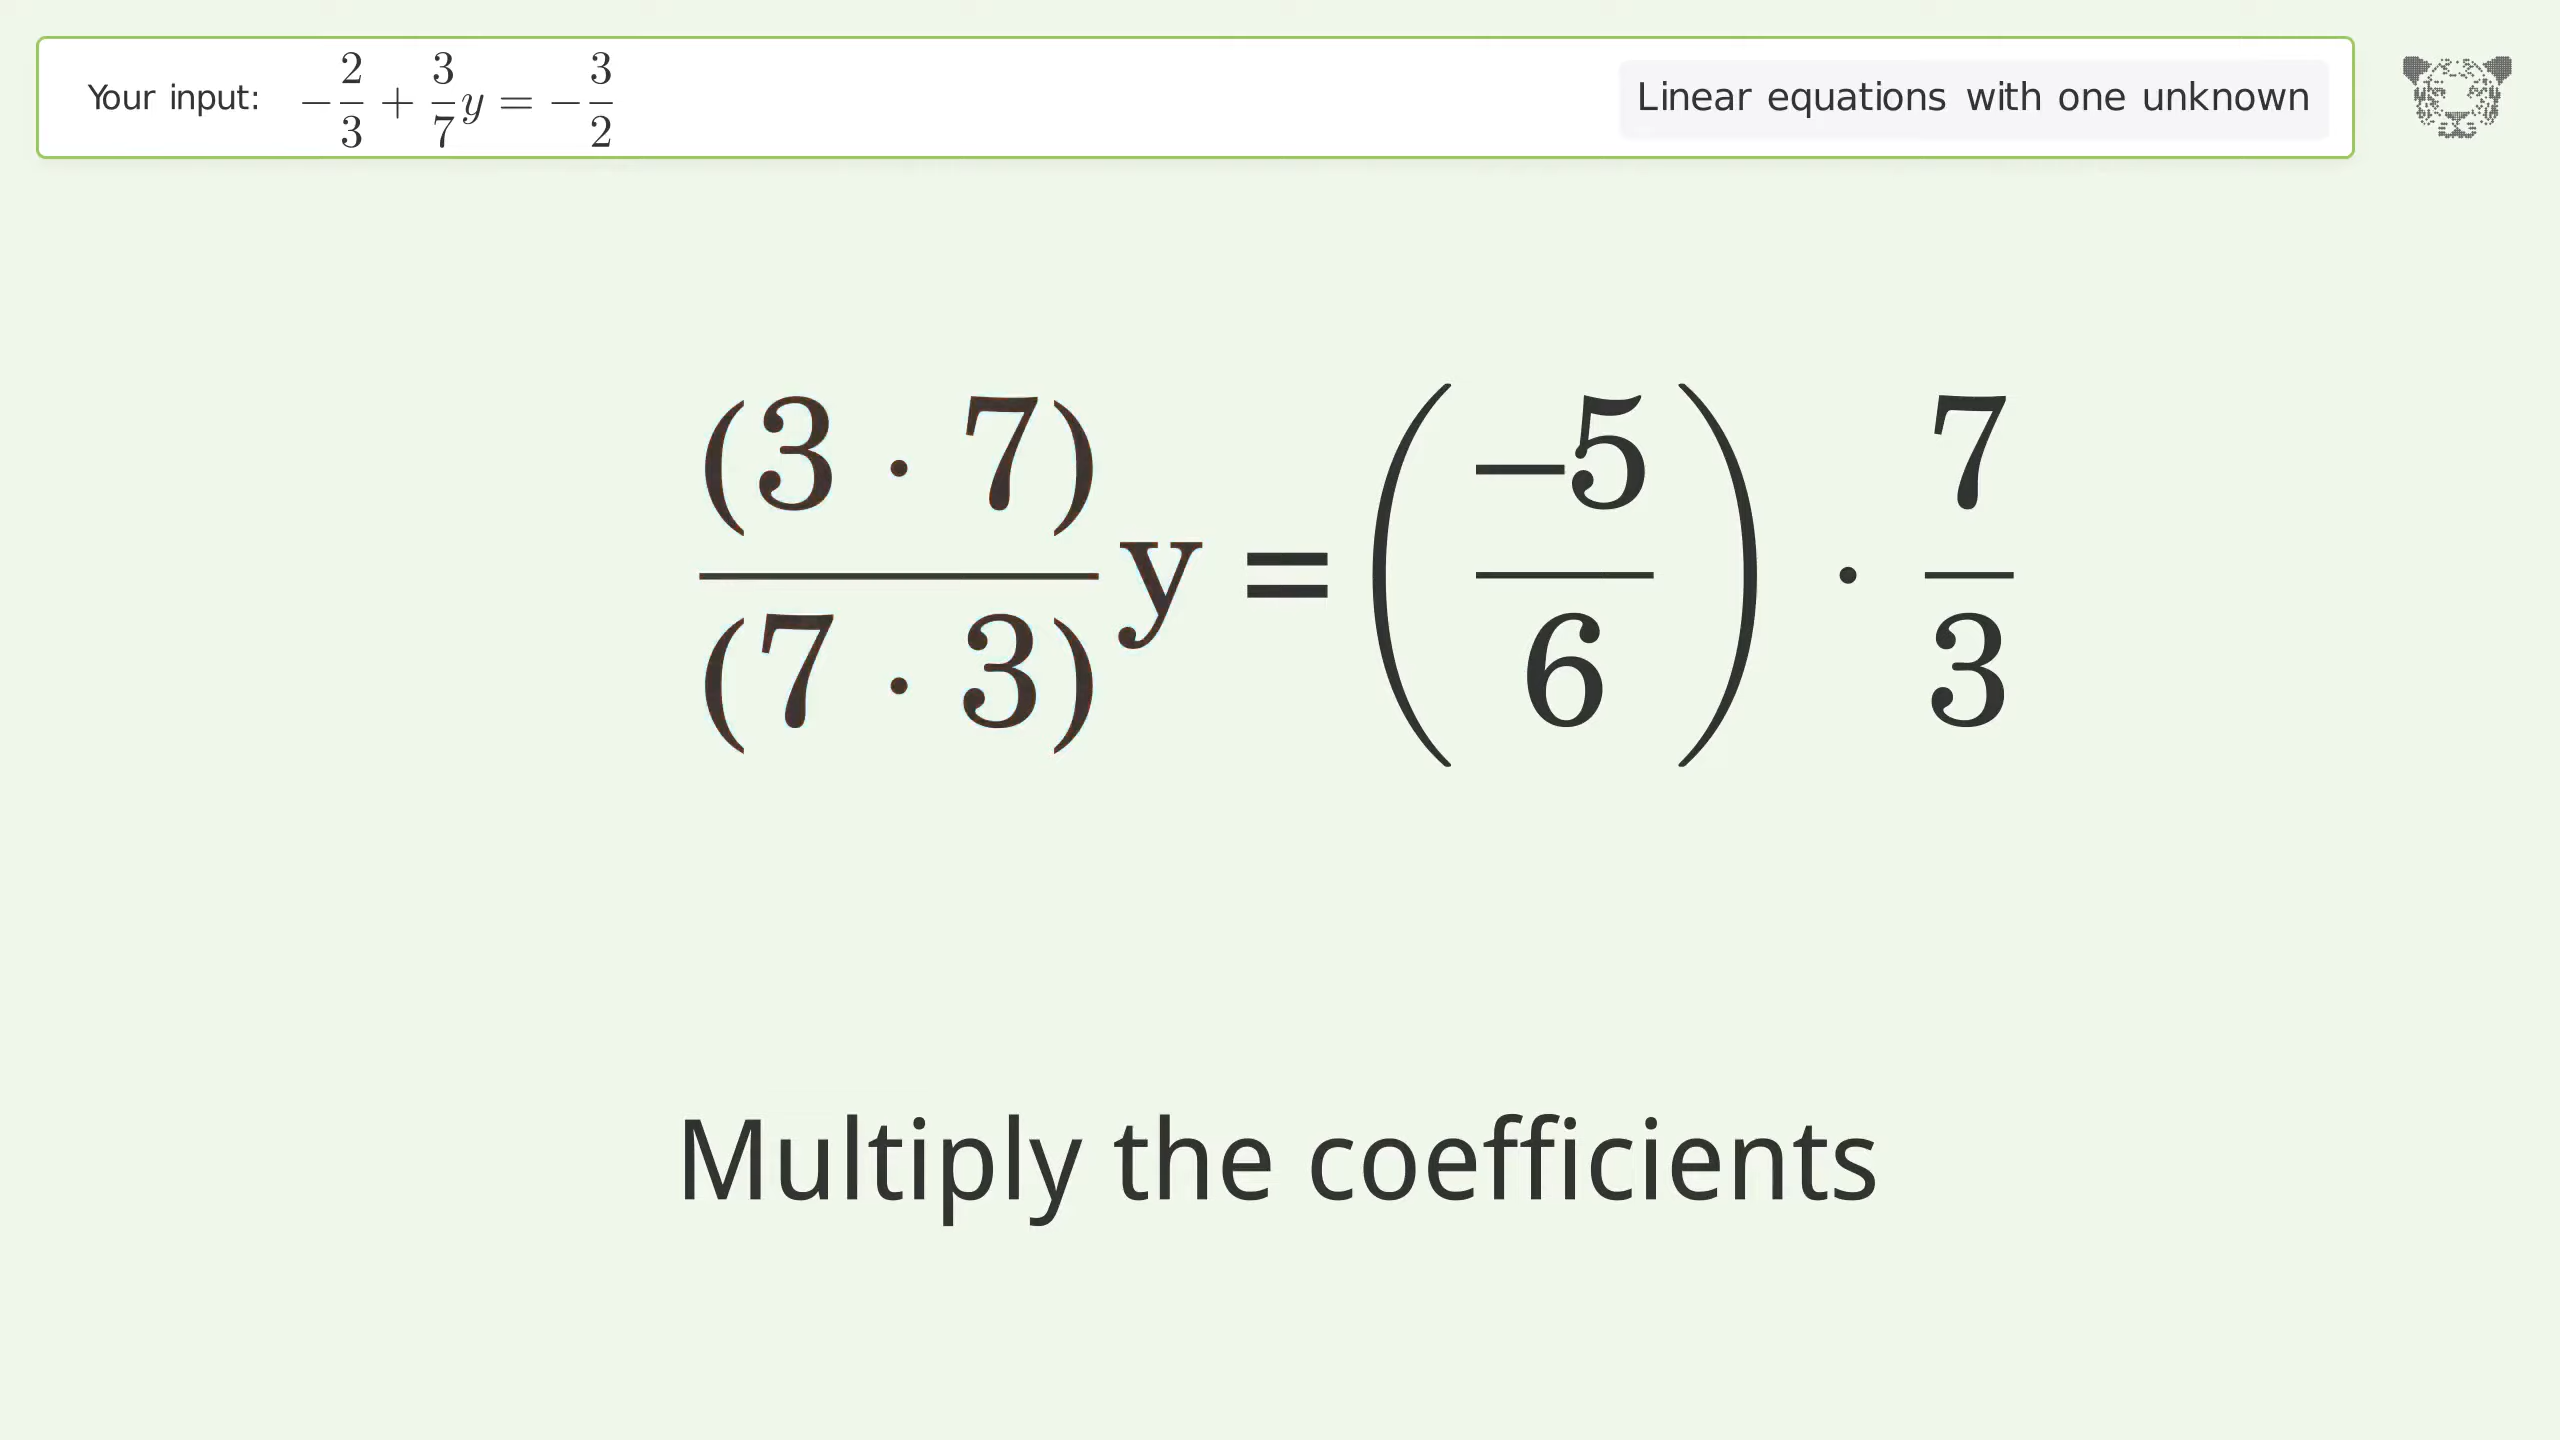 Your input: -2/3 + 3/7 y = -3/2
Linear equations with one unknown
(3 · 7)/(7 · 3) y = (-5/6) · 7/3
Multiply the coefficients